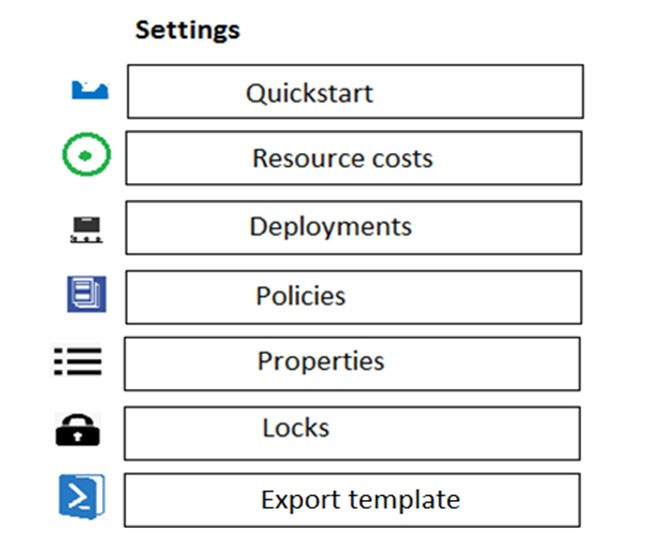 Settings
Quickstart
Resource costs
Deployments
Policies
Properties
Locks
Export template